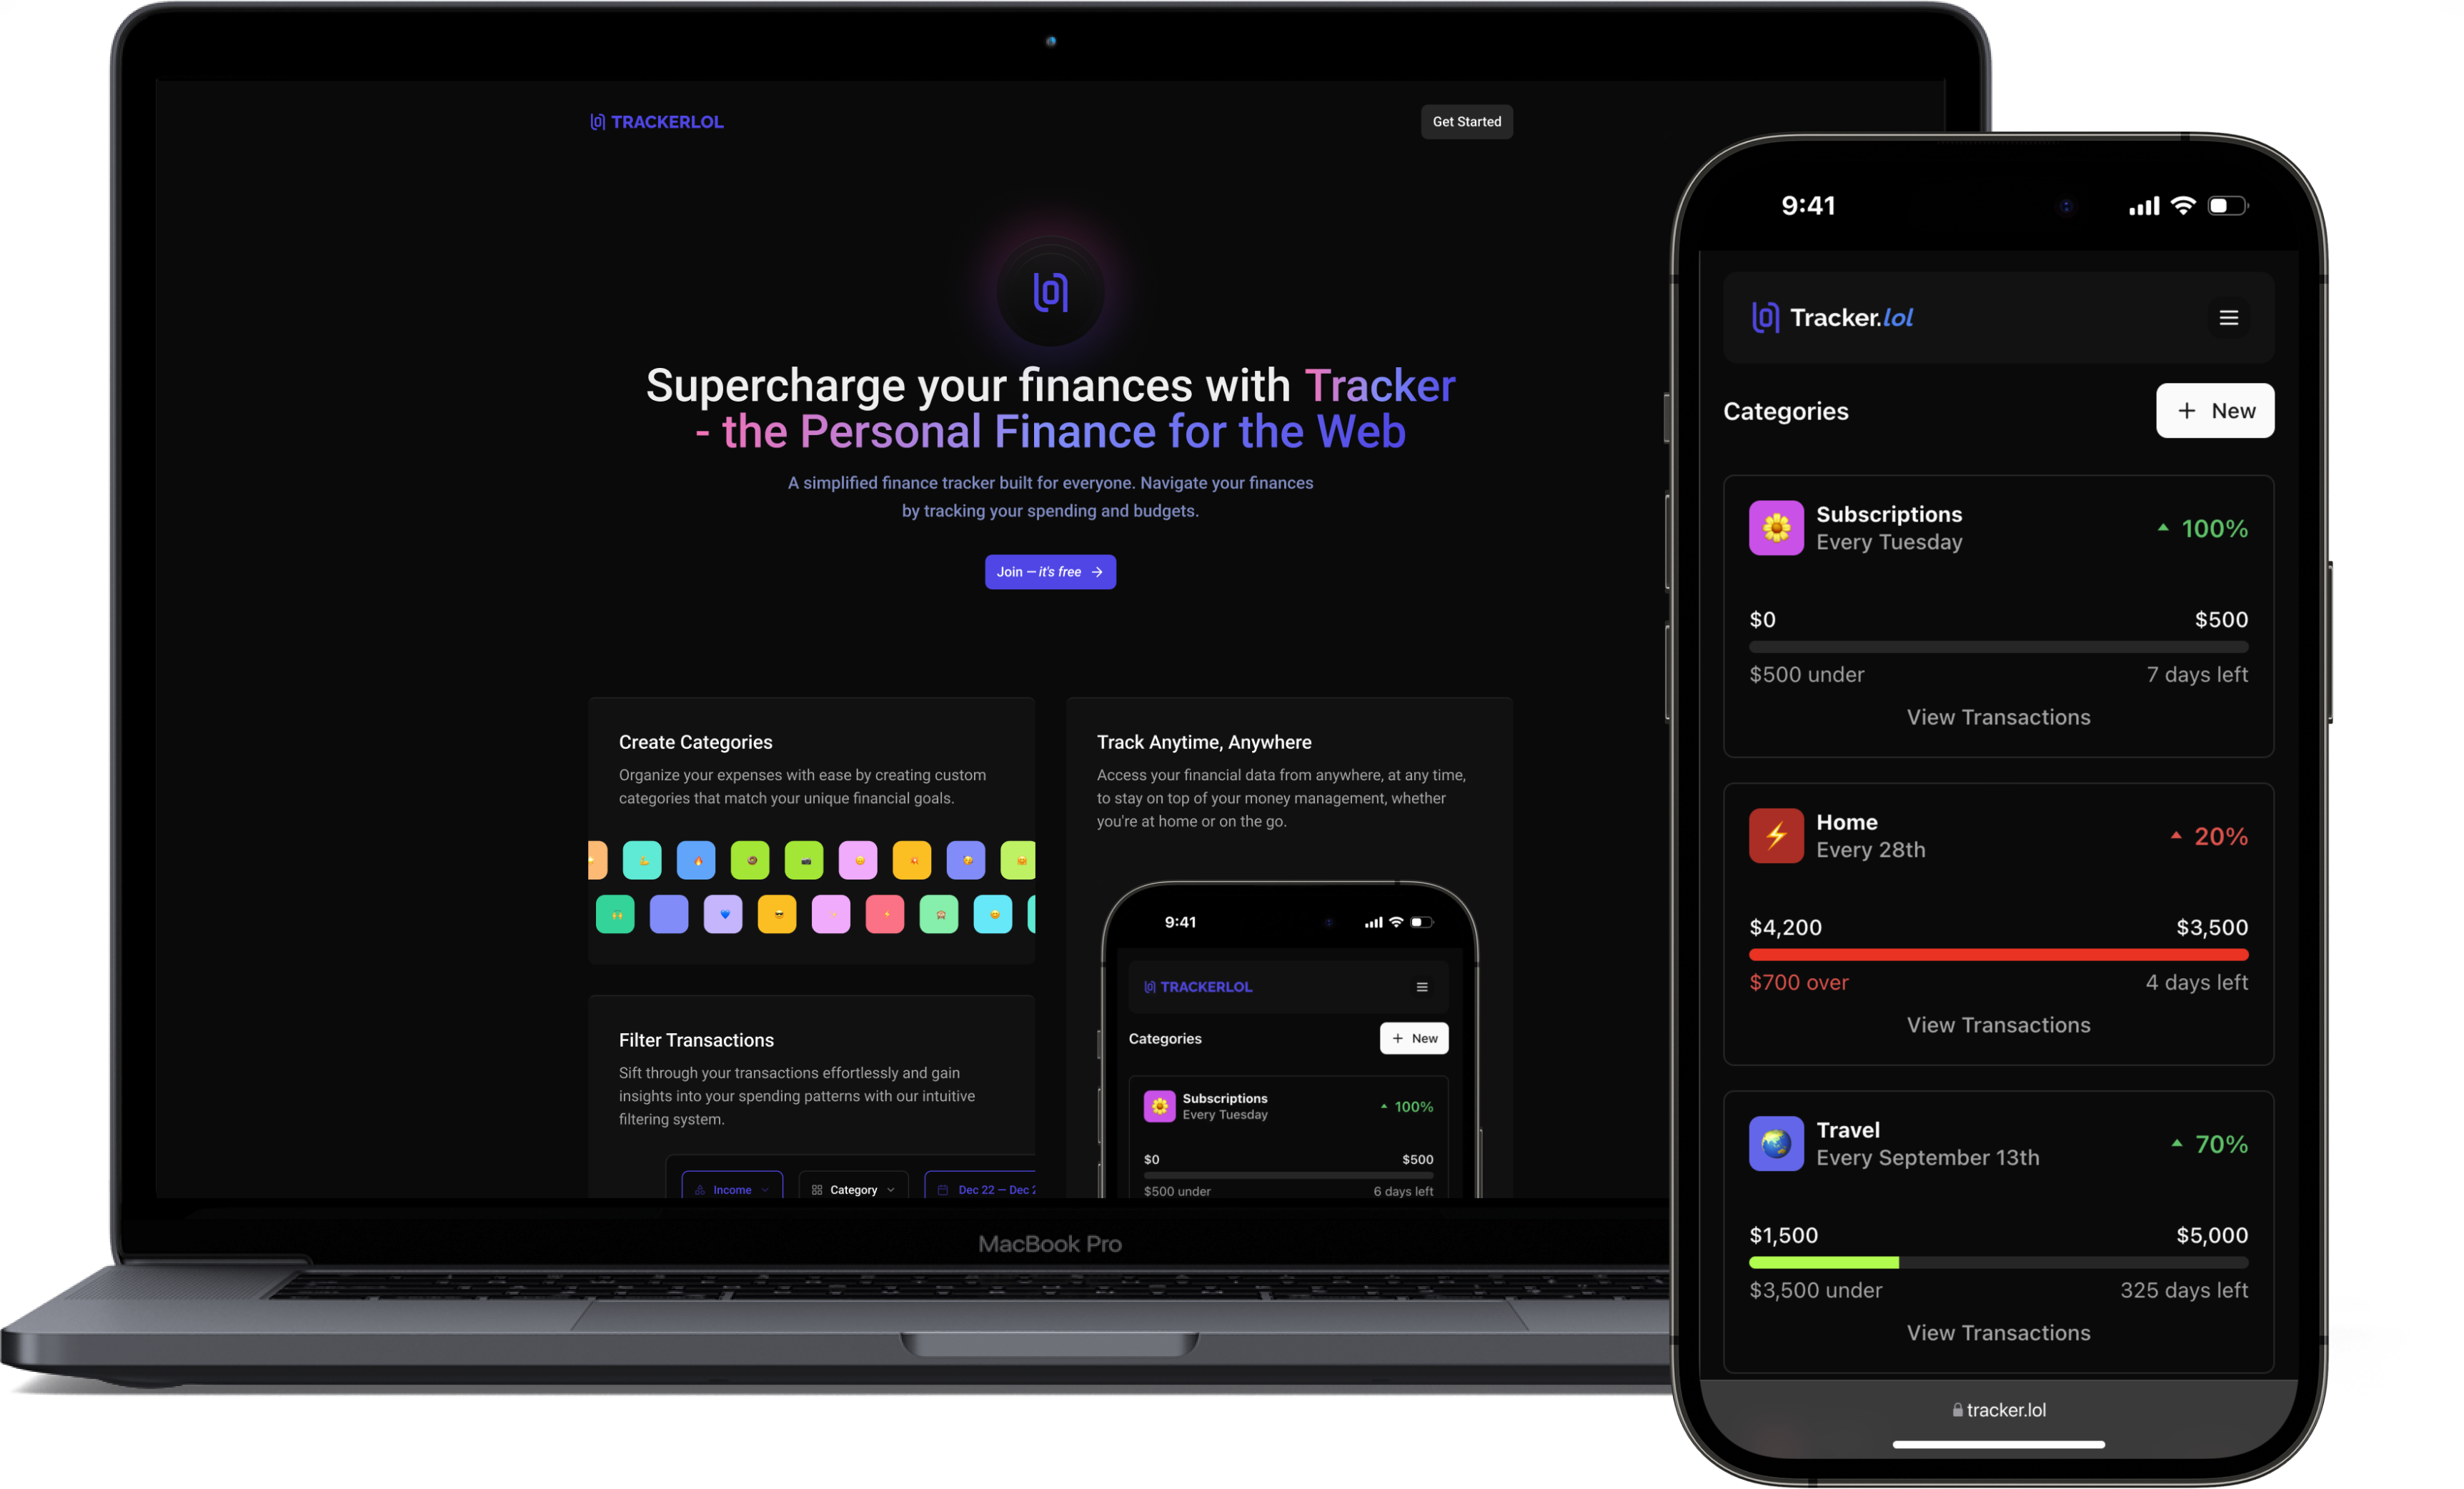 TRACKERLOL
Get Started
Supercharge your finances with Tracker
- the Personal Finance for the Web
A simplified finance tracker built for everyone. Navigate your finances
by tracking your spending and budgets.
Join — it's free
Create Categories
Organize your expenses with ease by creating custom
categories that match your unique financial goals.
Filter Transactions
Sift through your transactions effortlessly and gain
insights into your spending patterns with our intuitive
filtering system.
Income
Category
Dec 22 — Dec
Track Anytime, Anywhere
Access your financial data from anywhere, at any time,
to stay on top of your money management, whether
you're at home or on the go.
9:41
TRACKERLOL
Categories
+ New
Subscriptions
Every Tuesday
100%
$0
$500
$500 under
6 days left
MacBook Pro
9:41
Tracker.lol
Categories
+ New
Subscriptions
Every Tuesday
100%
$0
$500
$500 under
7 days left
View Transactions
Home
Every 28th
20%
$4,200
$3,500
$700 over
4 days left
View Transactions
Travel
Every September 13th
70%
$1,500
$5,000
$3,500 under
325 days left
View Transactions
tracker.lol